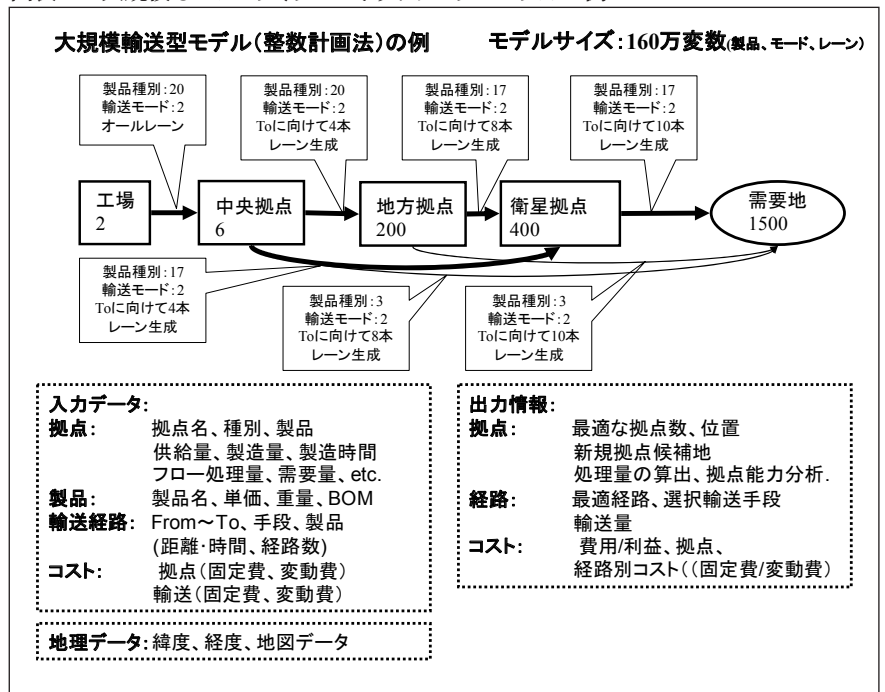 大規模輸送型モデル(整数計画法)の例 モデルサイズ:160万変数(製品、モード、レーン)
製品種別:20
輸送モード:2
オールレーン
製品種別:20
輸送モード:2
Toに向けて4本
レーン生成
製品種別:17
輸送モード:2
Toに向けて8本
レーン生成
製品種別:17
輸送モード:2
Toに向けて10本
レーン生成
工場
2
中央拠点
6
地方拠点
200
衛星拠点
400
需要地
1500
製品種別:17
輸送モード:2
Toに向けて4本
レーン生成
製品種別:3
輸送モード:2
Toに向けて8本
レーン生成
製品種別:3
輸送モード:2
Toに向けて10本
レーン生成
入力データ:
拠点: 拠点名、種別、製品
供給量、製造量、製造時間
フロー処理量、需要量、etc.
製品: 製品名、単価、重量、BOM
輸送経路: From~To、手段、製品
(距離・時間、経路数)
コスト: 拠点(固定費、変動費)
輸送(固定費、変動費)
地理データ:緯度、経度、地図データ
出力情報:
拠点: 最適な拠点数、位置
新規拠点候補地
処理量の算出、拠点能力分析.
経路: 最適経路、選択輸送手段
輸送量
コスト: 費用/利益、拠点、
経路別コスト((固定費/変動費)